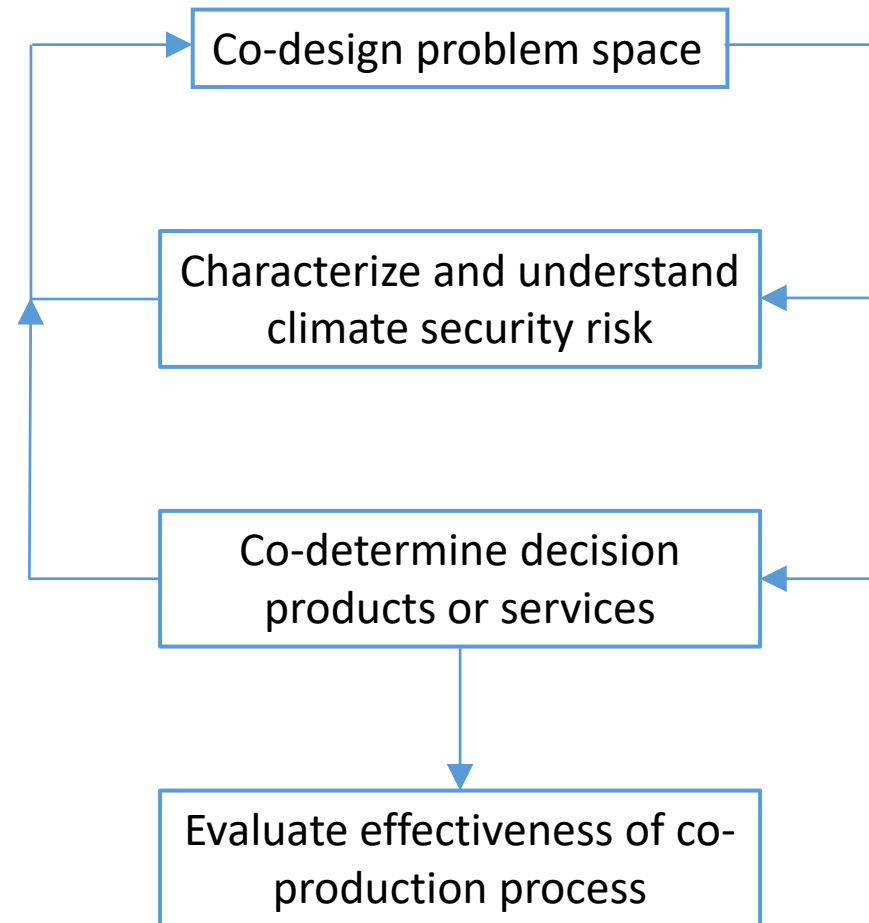 Co-design problem space
Characterize and understand
climate security risk
Co-determine decision
products or services
Evaluate effectiveness of co-
production process